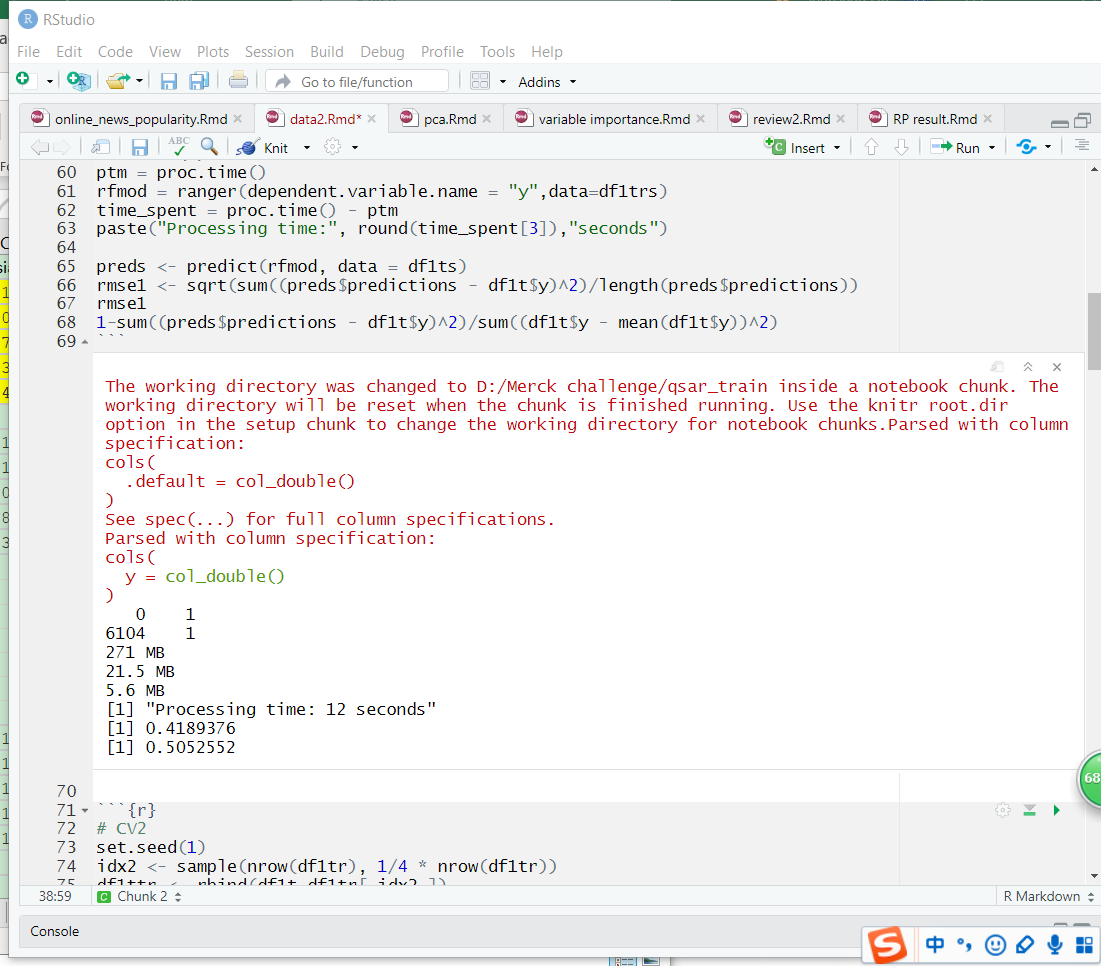 RStudio
File Edit Code View Plots Session Build Debug Profile Tools Help
Go to file/function Addins
online_news_popularity.Rmd data2.Rmd* pca.Rmd variable importance.Rmd review2.Rmd RP result.Rmd
ABC Knit Insert Run
60 ptm = proc.time()
61 rfmod = ranger(dependent.variable.name = "y",data=df1trs)
62 time_spent = proc.time() - ptm
63 paste("Processing time:", round(time_spent[3]),"seconds")
64
65 preds <- predict(rfmod, data = df1ts)
66 rmse1 <- sqrt(sum((preds$predictions - df1t$y)^2)/length(preds$predictions))
67 rmse1
68 1-sum((preds$predictions - df1t$y)^2)/sum((df1t$y - mean(df1t$y))^2)
69 ```
The working directory was changed to D:/Merck challenge/qsar_train inside a notebook chunk. The
working directory will be reset when the chunk is finished running. Use the knitr root.dir
option in the setup chunk to change the working directory for notebook chunks.Parsed with column
specification:
cols(
.default = col_double()
)
See spec(...) for full column specifications.
Parsed with column specification:
cols(
y = col_double()
)
0 1
6104 1
271 MB
21.5 MB
5.6 MB
[1] "Processing time: 12 seconds"
[1] 0.4189376
[1] 0.5052552
70
71 ```{r}
72 # CV2
73 set.seed(1)
74 idx2 <- sample(nrow(df1tr), 1/4 * nrow(df1tr))
75 df1ttr <- rbind(df1t,df1tr[ idx2,])
38:59 C Chunk 2 R Markdown
Console
68
S 中